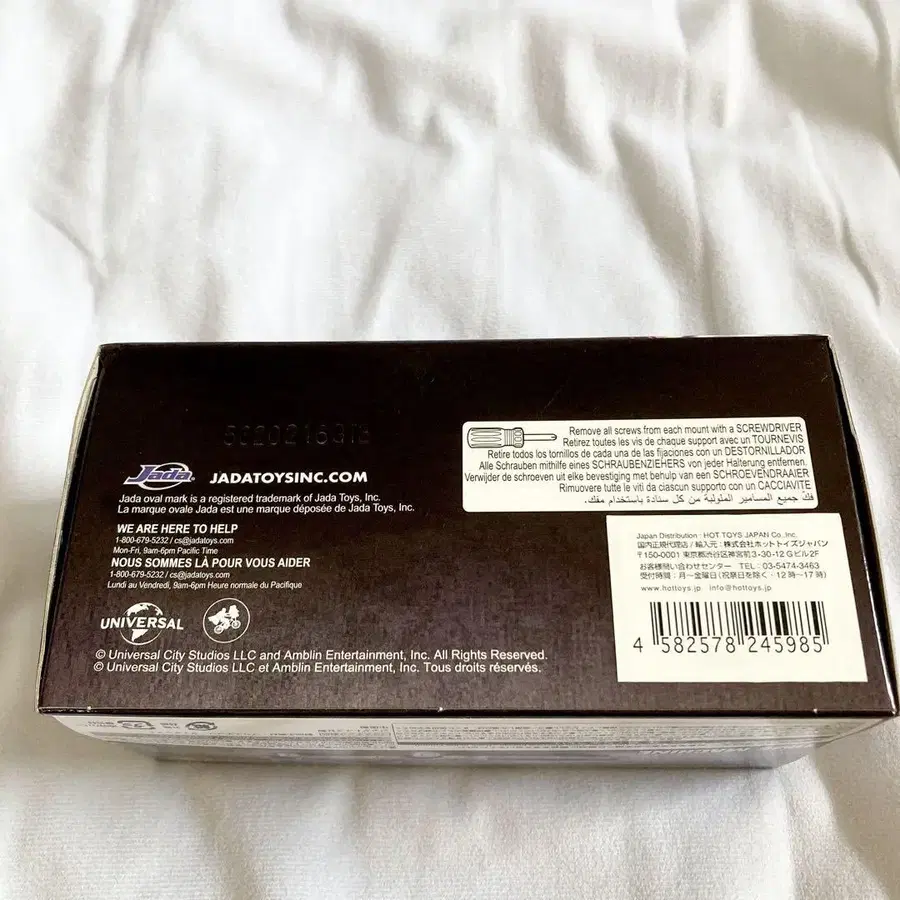 Jada
JADATOYSINC.COM
Jada oval mark is a registered trademark of Jada Toys, Inc.
La marque ovale Jada est une marque déposée de Jada Toys, Inc.
WE ARE HERE TO HELP
1-800-679-5232 / cs@jadatoys.com
Mon-Fri, 9am-6pm Pacific Time
NOUS SOMMES LÀ POUR VOUS AIDER
1-800-679-5232 / cs@jadatoys.com
Lundi au Vendredi, 9am-6pm Heure normale du Pacifique
UNIVERSAL
© Universal City Studios LLC and Amblin Entertainment, Inc. All Rights Reserved.
© Universal City Studios LLC et Amblin Entertainment, Inc. Tous droits réservés.
Remove all screws from each mount with a SCREWDRIVER
Retirez toutes les vis de chaque support avec un TOURNEVIS
Retire todos los tornillos de cada una de las fijaciones con un DESTORNILLADOR
Alle Schrauben mithilfe eines SCHRAUBENZIEHERS von jeder Halterung entfernen.
Verwijder de schroeven uit elke bevestiging met behulp van een SCHROEVENDRAAIER
Rimuovere tutte le viti da ciascun supporto con un CACCIAVITE
فك جميع المسامير الملولبة من كل سنادة باستخدام مفك.
Japan Distribution : HOT TOYS JAPAN Co.,Inc.
国内正規代理店 / 輸入元 : 株式会社ホットトイズジャパン
〒150-0001 東京都渋谷区神宮前3-30-12 Gビル2F
お客様問い合わせセンター TEL : 03-5474-3463
受付時間 : 月ー金曜日 (祝祭日を除く・12時〜17時)
www.hottoys.jp info@hottoys.jp
4 582578 245985